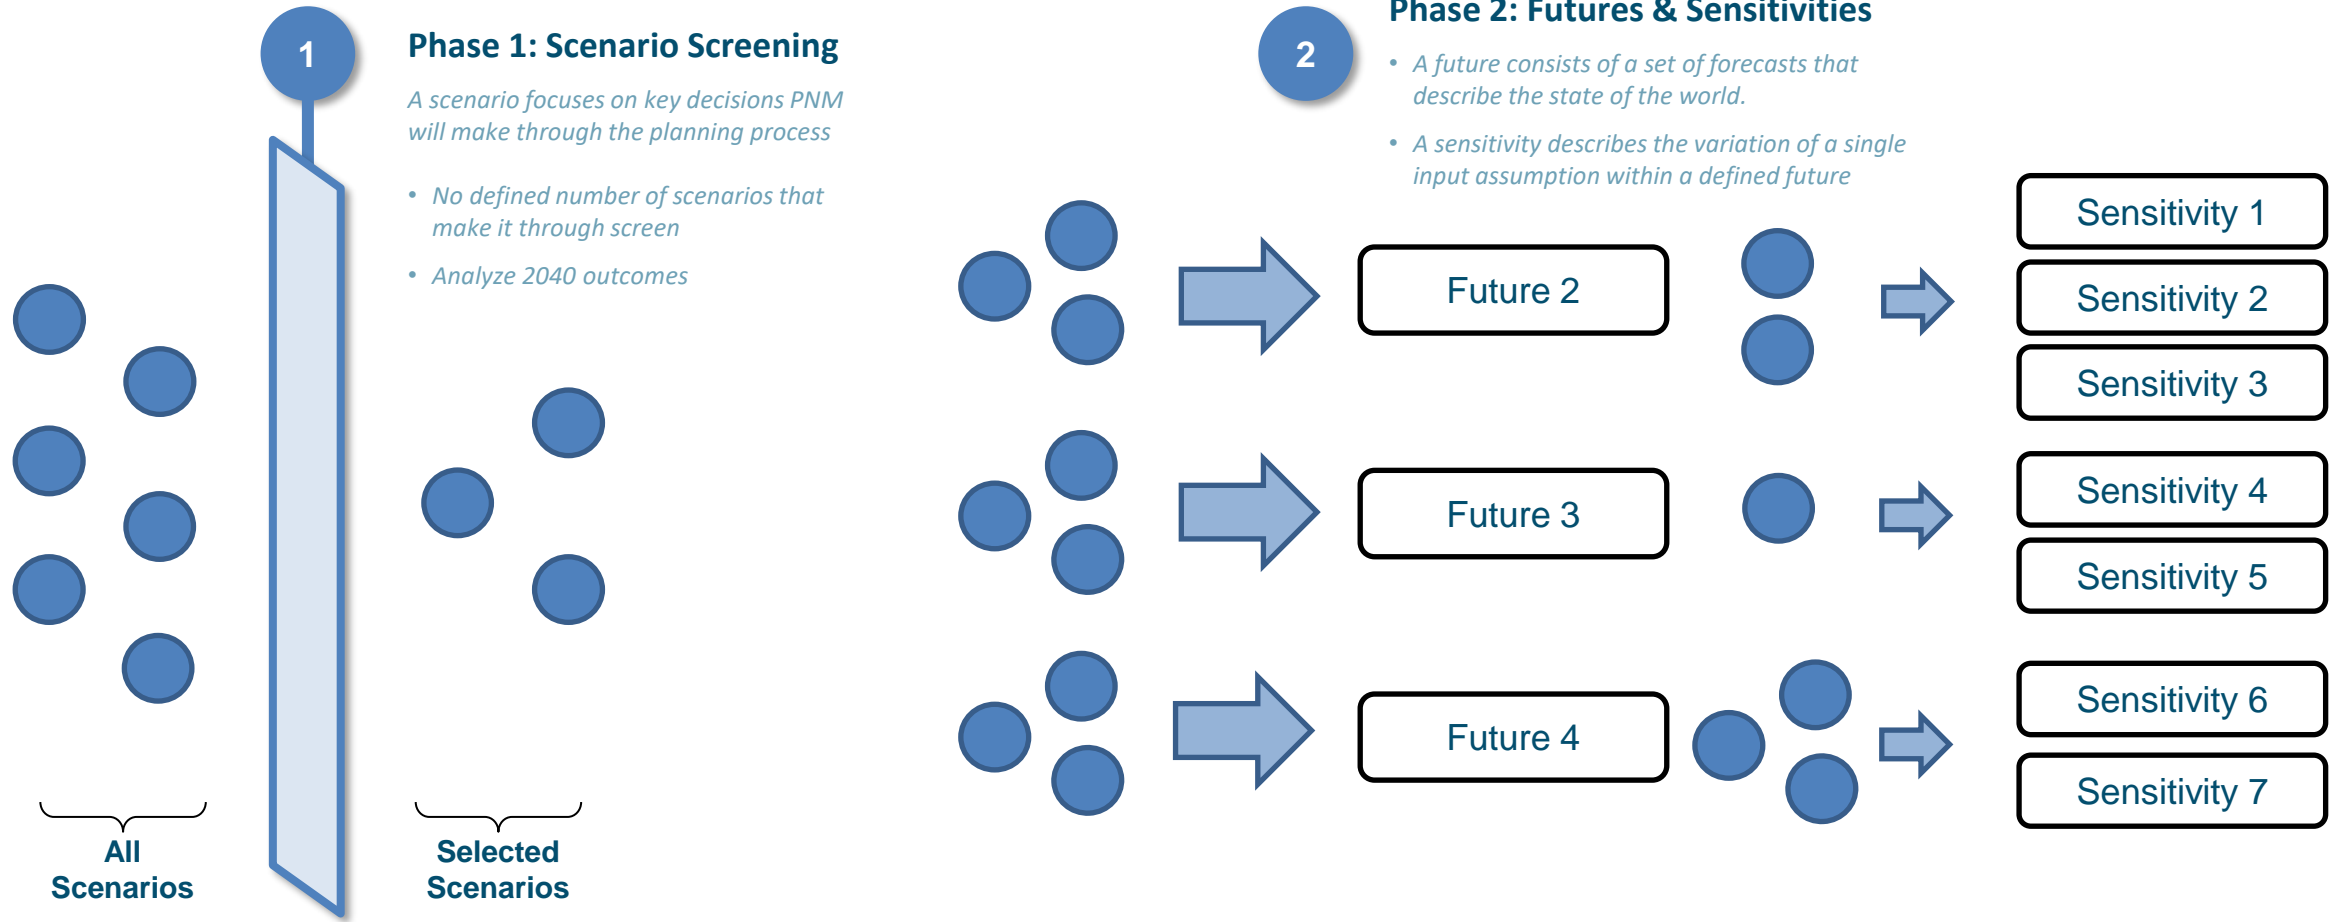 1
Phase 1: Scenario Screening
A scenario focuses on key decisions PNM
will make through the planning process
• No defined number of scenarios that
make it through screen
• Analyze 2040 outcomes
All
Scenarios
Selected
Scenarios
2
Phase 2: Futures & Sensitivities
• A future consists of a set of forecasts that
describe the state of the world.
• A sensitivity describes the variation of a single
input assumption within a defined future
Future 2
Sensitivity 1
Sensitivity 2
Sensitivity 3
Future 3
Sensitivity 4
Sensitivity 5
Future 4
Sensitivity 6
Sensitivity 7